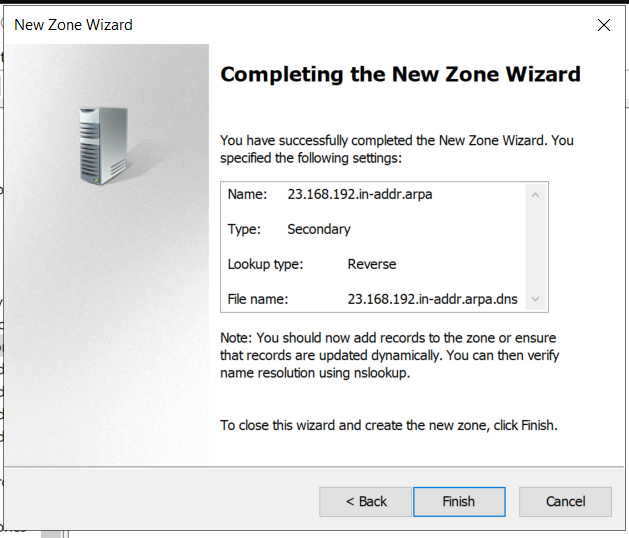 New Zone Wizard
Completing the New Zone Wizard
You have successfully completed the New Zone Wizard. You
specified the following settings:
Name: 23.168.192.in-addr.arpa
Type: Secondary
Lookup type: Reverse
File name: 23.168.192.in-addr.arpa.dns
Note: You should now add records to the zone or ensure
that records are updated dynamically. You can then verify
name resolution using nslookup.
To close this wizard and create the new zone, click Finish.
< Back Finish Cancel